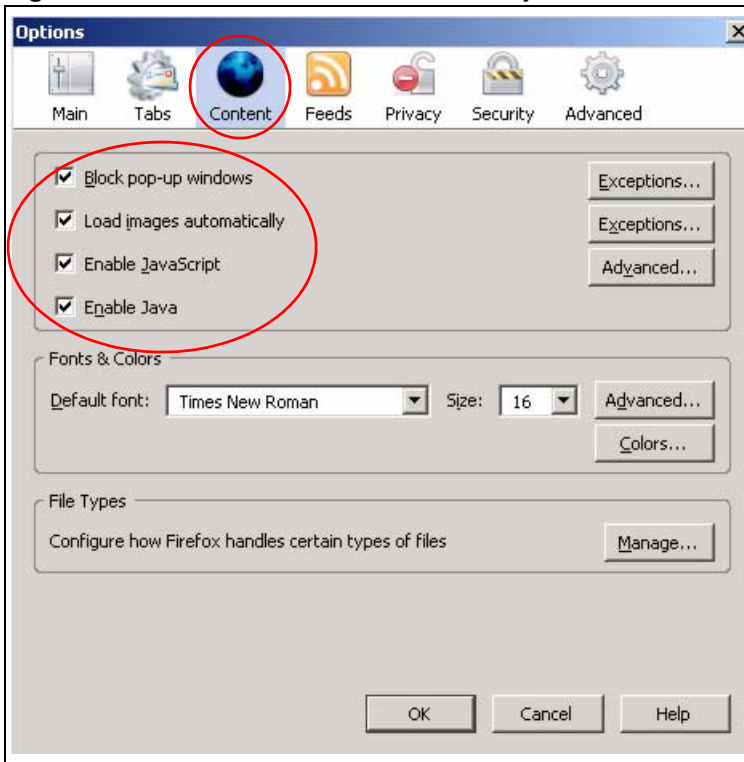 Options
Main Tabs Content Feeds Privacy Security Advanced
Block pop-up windows Exceptions...
Load images automatically Exceptions...
Enable JavaScript Advanced...
Enable Java
Fonts & Colors
Default font: Times New Roman Size: 16 Advanced...
Colors...
File Types
Configure how Firefox handles certain types of files Manage...
OK Cancel Help